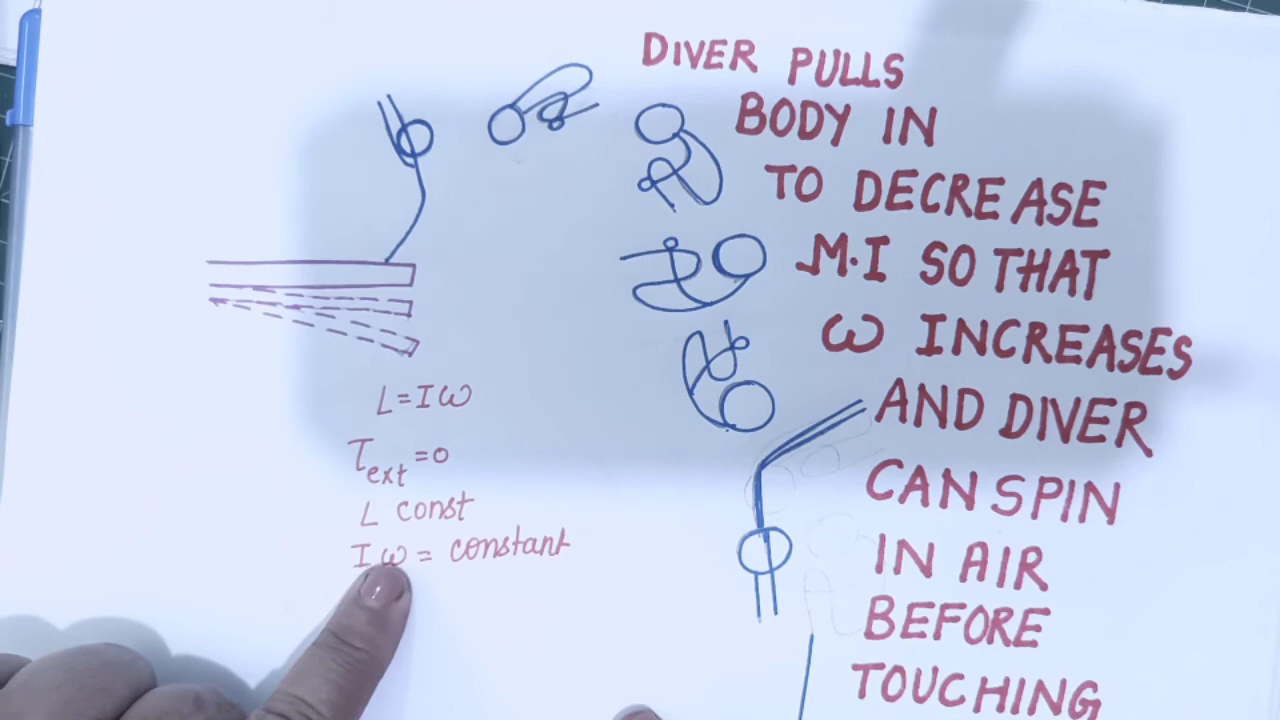 DIVER PULLS
BODY IN
TO DECREASE
M.I SO THAT
ω INCREASES
AND DIVER
CAN SPIN
IN AIR
BEFORE
TOUCHING
L=Iω
τext=0
L const
Iω = constant